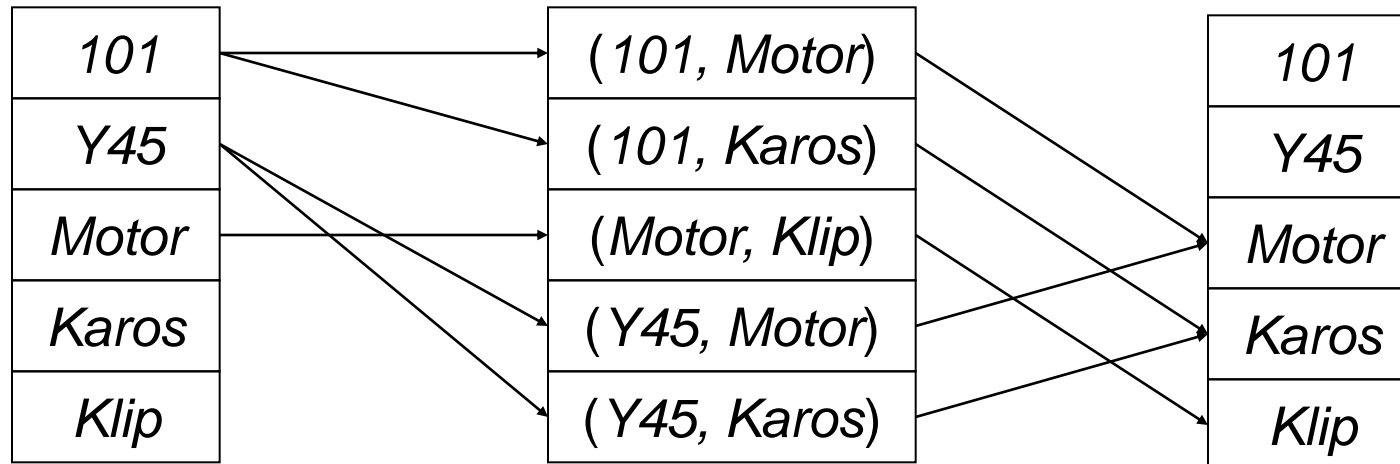 101
Y45
Motor
Karos
Klip
(101, Motor)
(101, Karos)
(Motor, Klip)
(Y45, Motor)
(Y45, Karos)
101
Y45
Motor
Karos
Klip